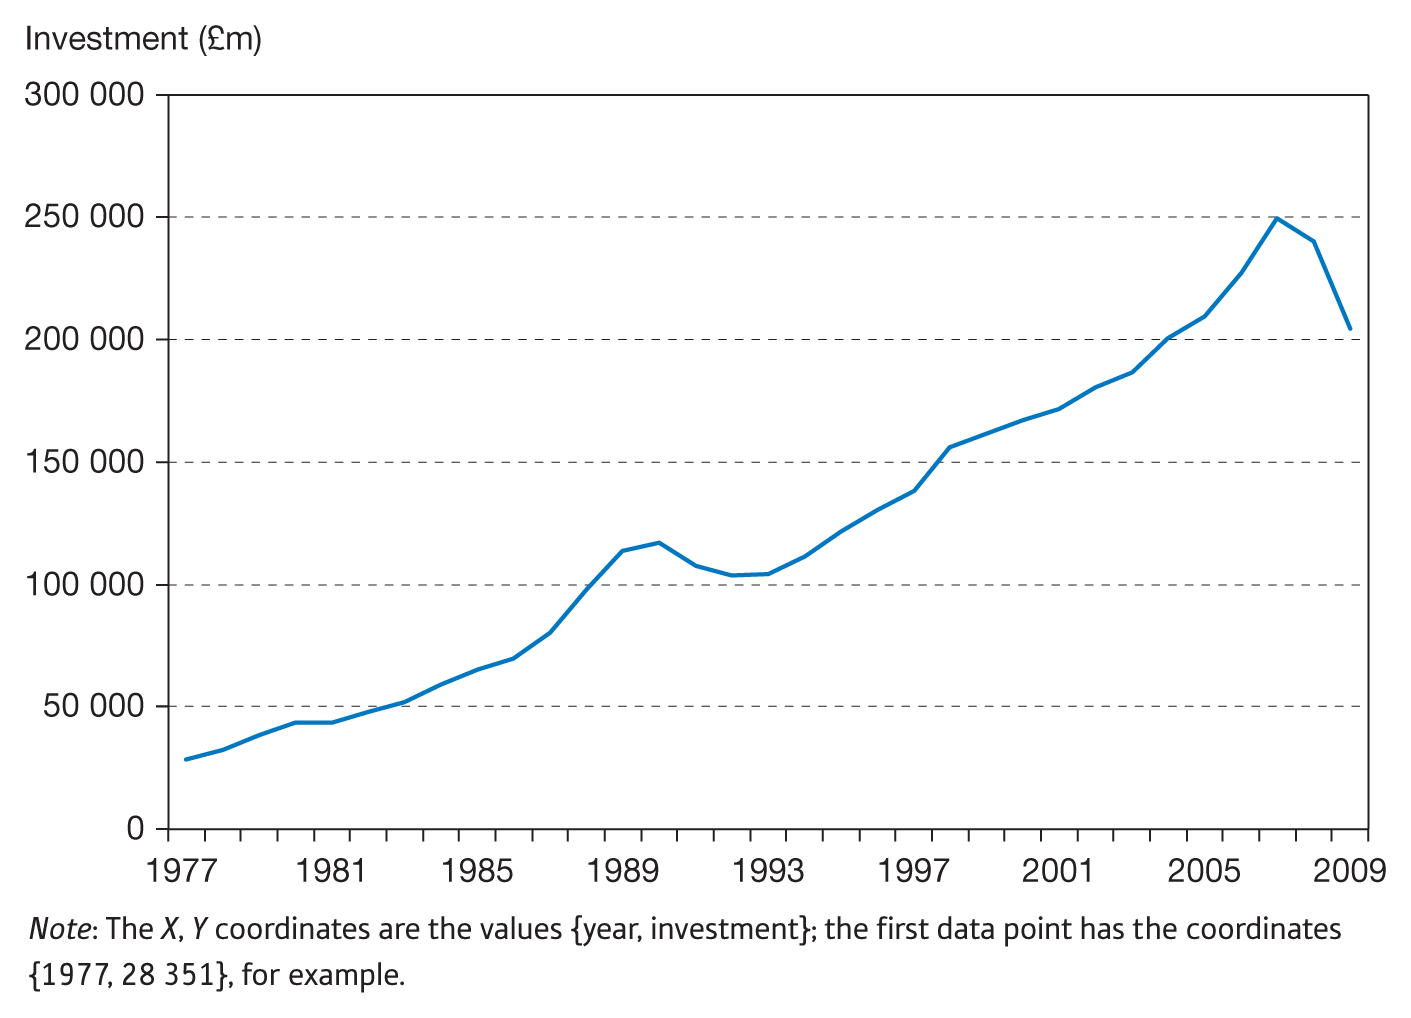 Investment (£m)
300 000
250 000
200 000
150 000
100 000
50 000
0
1977 1981 1985 1989 1993 1997 2001 2005 2009
Note: The X, Y coordinates are the values {year, investment}; the first data point has the coordinates
{1977, 28 351}, for example.